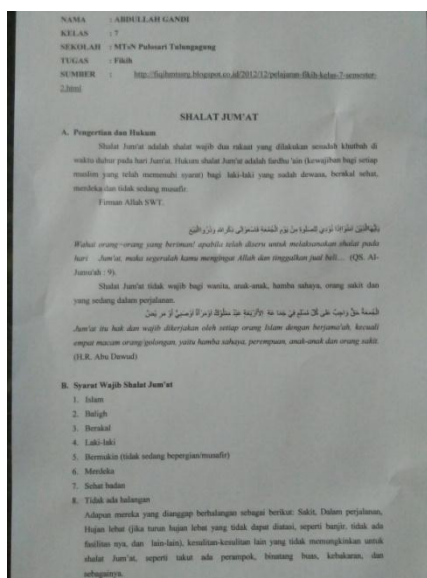 NAMA : ABDULLAH GANDI
KELAS : 7
SEKOLAH : MTsN Pulosari Tulungagung
TUGAS : Fikih
SUMBER : http://fiqihmtsorg.blogspot.co.id/2012/12/pelajaran-fikih-kelas-7-semester-
2.html
SHALAT JUM'AT
A. Pengertian dan Hukum
Shalat Jum'at adalah shalat wajib dua rakaat yang dilakukan sesudah khutbah di
waktu duhur pada hari Jum'at. Hukum shalat Jum'at adalah fardhu 'ain (kewajiban bagi setiap
muslim yang telah memenuhi syarat) bagi laki-laki yang sudah dewasa, berakal sehat,
merdeka dan tidak sedang musafir.
Firman Allah SWT.
Wahai orang-orang yang beriman! apabila telah diseru untuk melaksanakan shalat pada
hari Jum'at, maka segeralah kamu mengingat Allah dan tinggalkan jual beli... (QS. Al-
Jumu'ah : 9).
Shalat Jum'at tidak wajib bagi wanita, anak-anak, hamba sahaya, orang sakit dan
yang sedang dalam perjalanan.
Jum'at itu hak dan wajib dikerjakan oleh setiap orang Islam dengan berjama'ah, kecuali
empat macam orang/golongan, yaitu hamba sahaya, perempuan, anak-anak dan orang sakit.
(H.R. Abu Dawud)
B. Syarat Wajib Shalat Jum'at
1. Islam
2. Baligh
3. Berakal
4. Laki-laki
5. Bermukim (tidak sedang bepergian/musafir)
6. Merdeka
7. Sehat badan
8. Tidak ada halangan
Adapun mereka yang dianggap berhalangan sebagai berikut: Sakit, Dalam perjalanan,
Hujan lebat (jika turun hujan lebat yang tidak dapat diatasi, seperti banjir, tidak ada
fasilitas nya, dan lain-lain), kesulitan-kesulitan lain yang tidak memungkinkan untuk
shalat Jum'at, seperti takut ada perampok, binatang buas, kebakaran, dan
sebagainya.